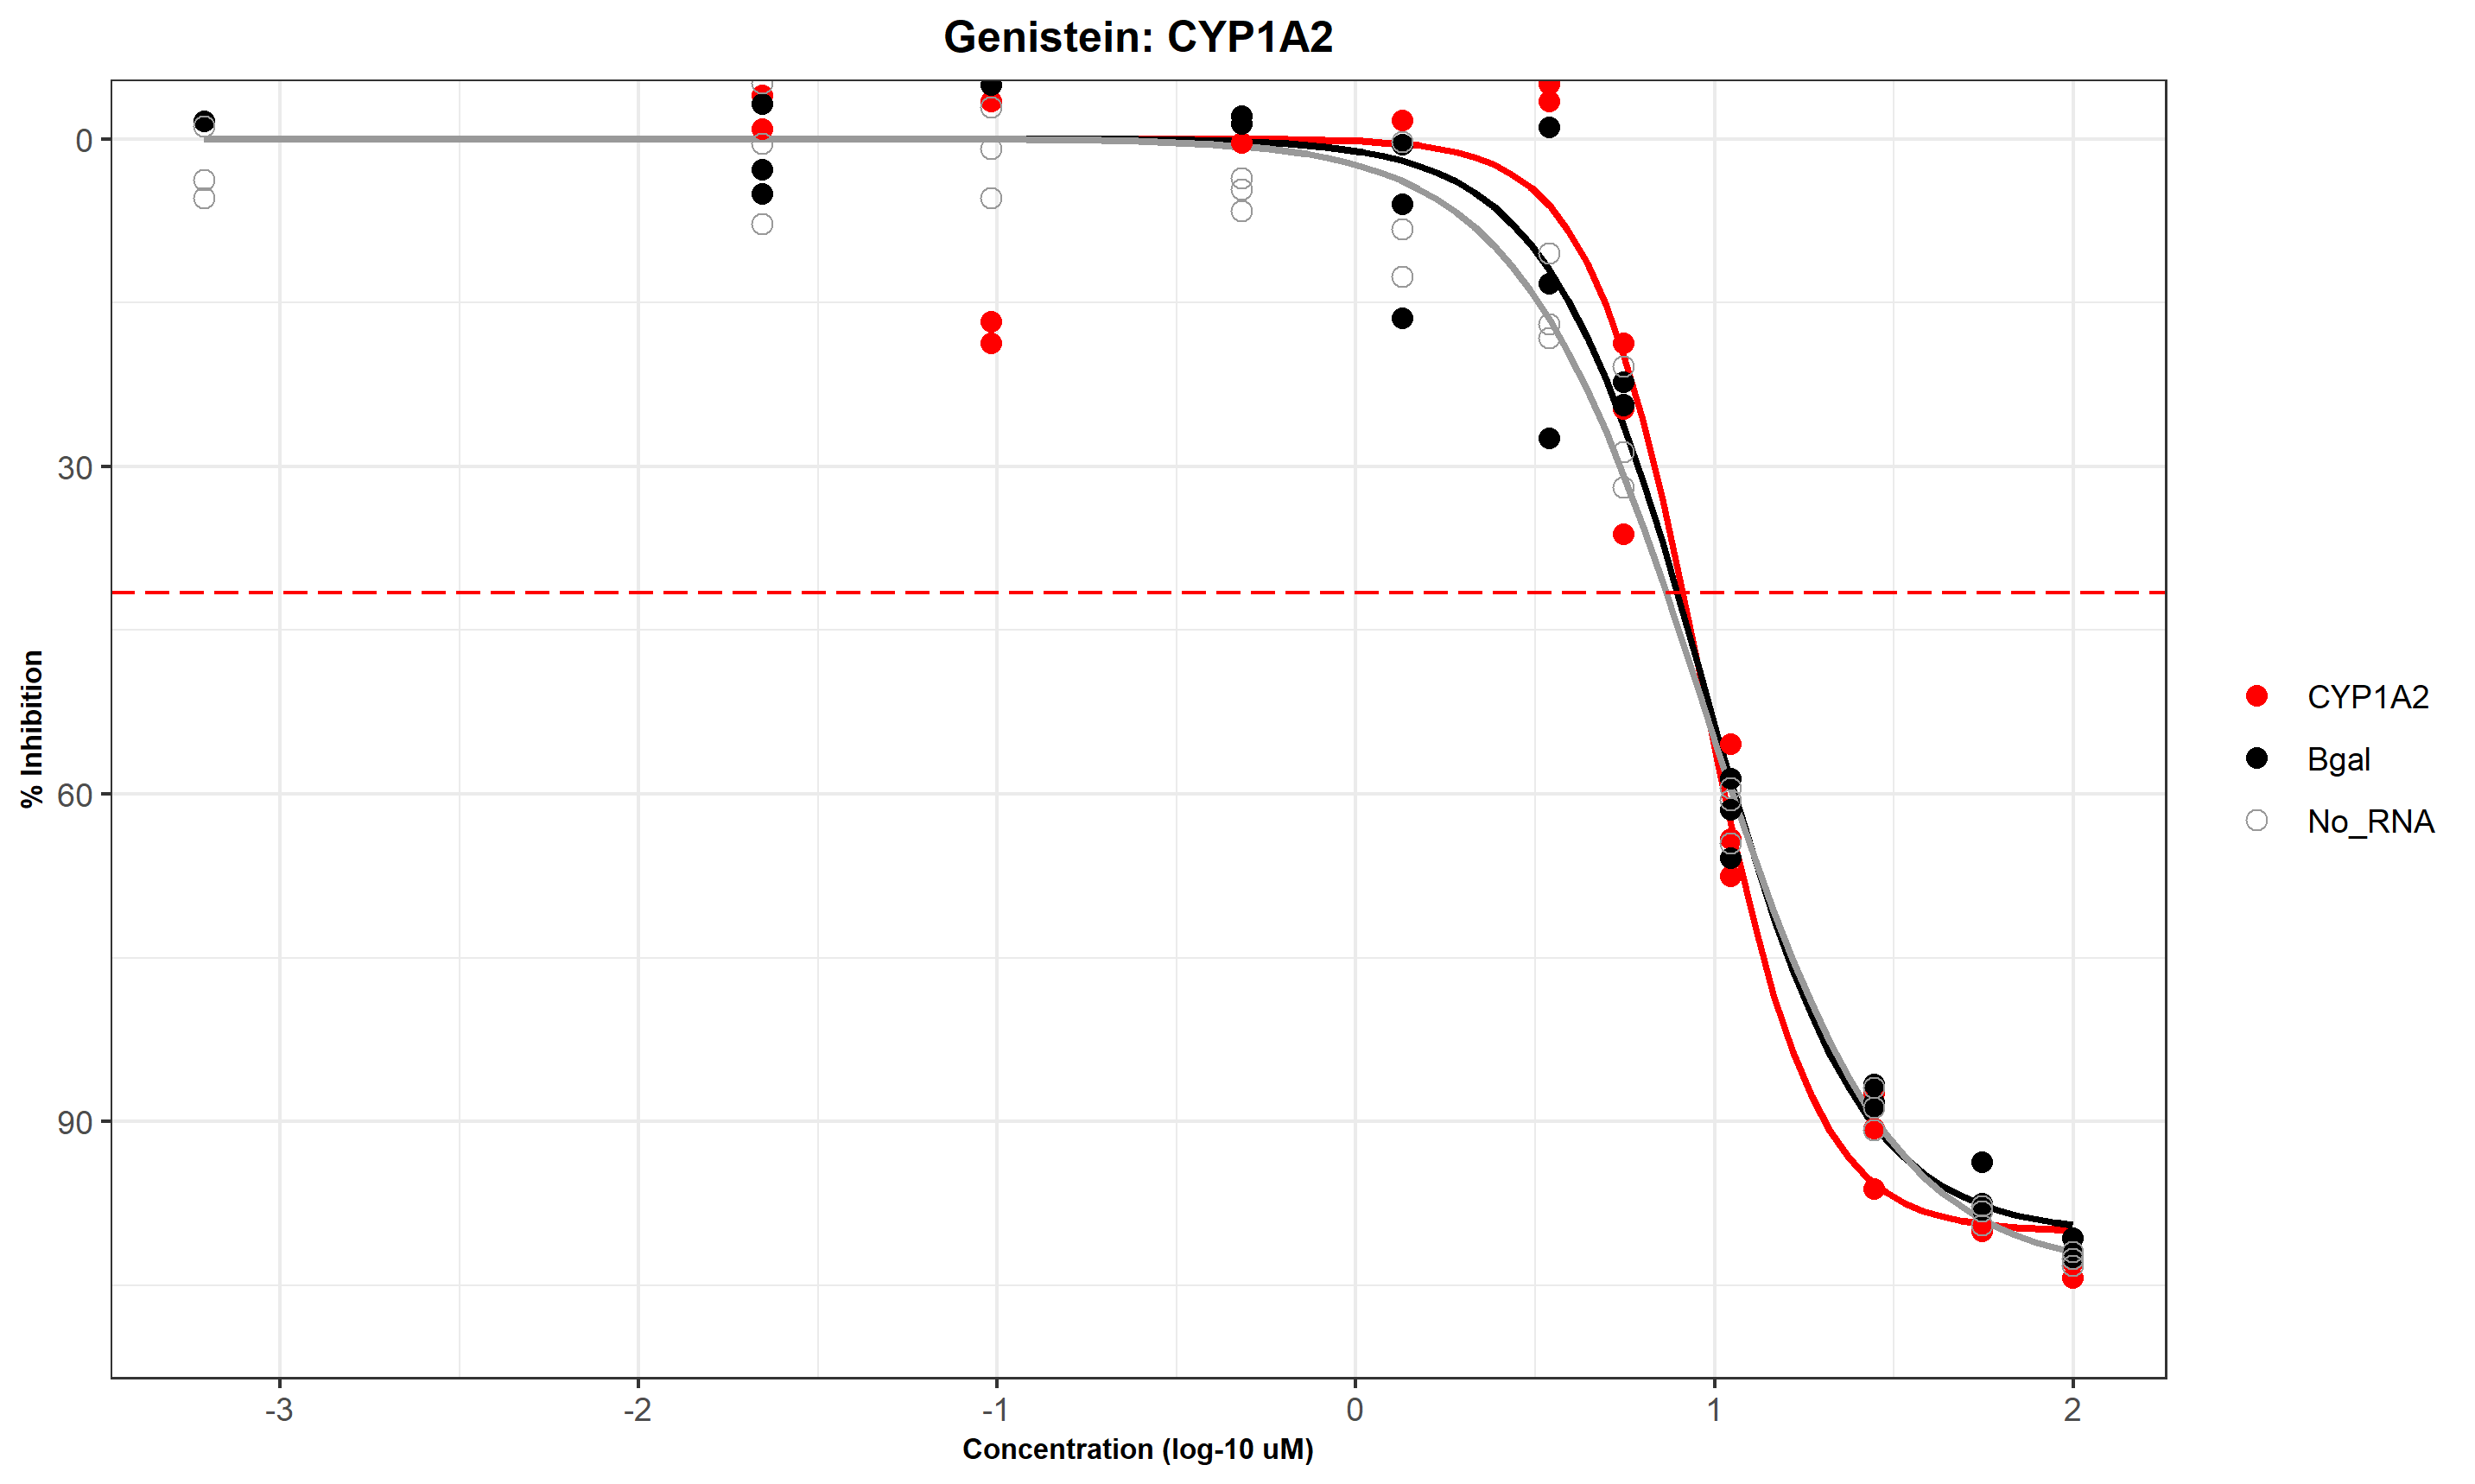 Genistein: CYP1A2
% Inhibition
0
30
60
90
-3
-2
-1
0
1
2
Concentration (log-10 uM)
CYP1A2
Bgal
No_RNA